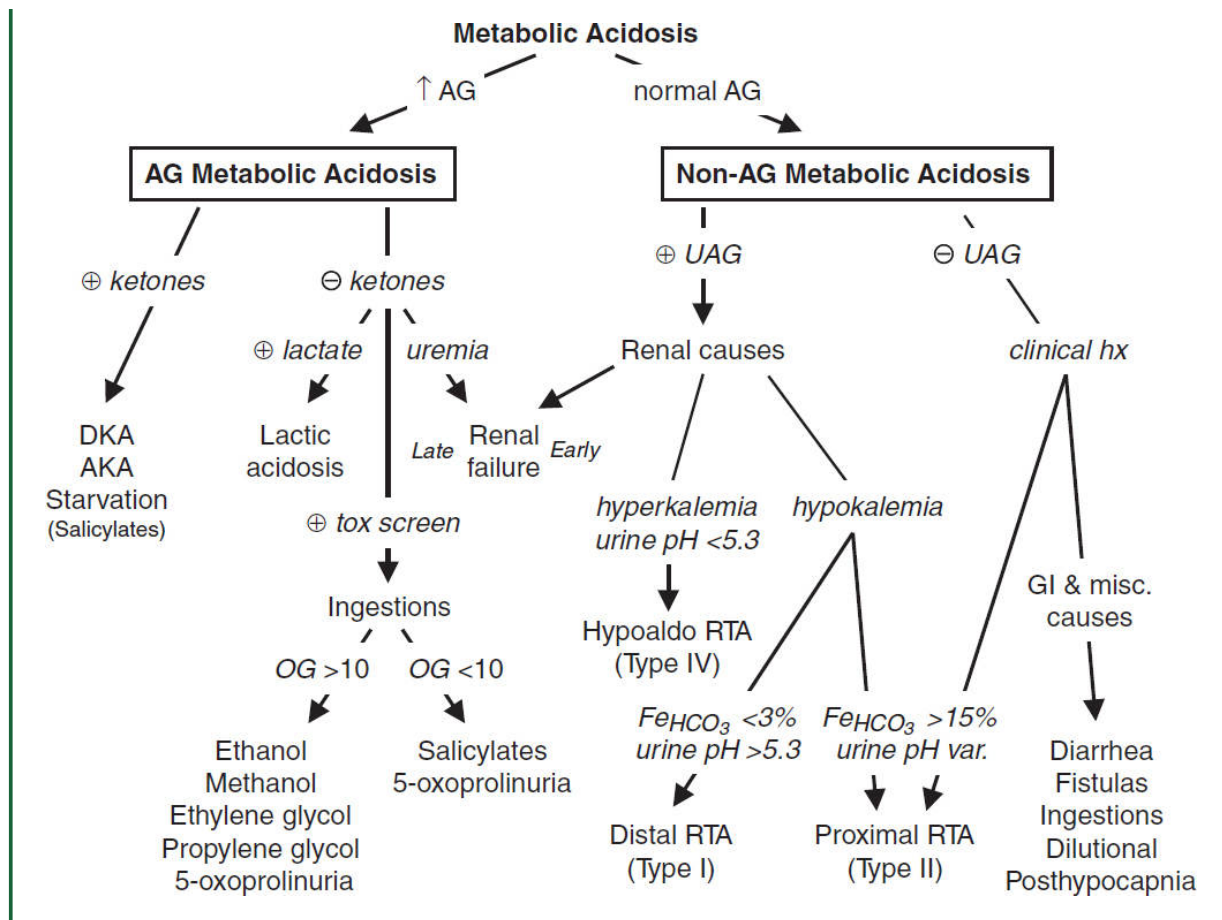 Metabolic Acidosis
↑ AG
normal AG
AG Metabolic Acidosis
Non-AG Metabolic Acidosis
⊕ ketones
⊖ ketones
⊕ UAG
⊖ UAG
⊕ lactate
uremia
Renal causes
clinical hx
DKA
AKA
Starvation
(Salicylates)
Lactic
acidosis
Late
Renal
failure
Early
⊕ tox screen
hyperkalemia
urine pH <5.3
hypokalemia
Ingestions
Hypoaldo RTA
(Type IV)
GI & misc.
causes
OG >10
OG <10
FeHCO3 <3%
urine pH >5.3
FeHCO3 >15%
urine pH var.
Ethanol
Methanol
Ethylene glycol
Propylene glycol
5-oxoprolinuria
Salicylates
5-oxoprolinuria
Distal RTA
(Type I)
Proximal RTA
(Type II)
Diarrhea
Fistulas
Ingestions
Dilutional
Posthypocapnia